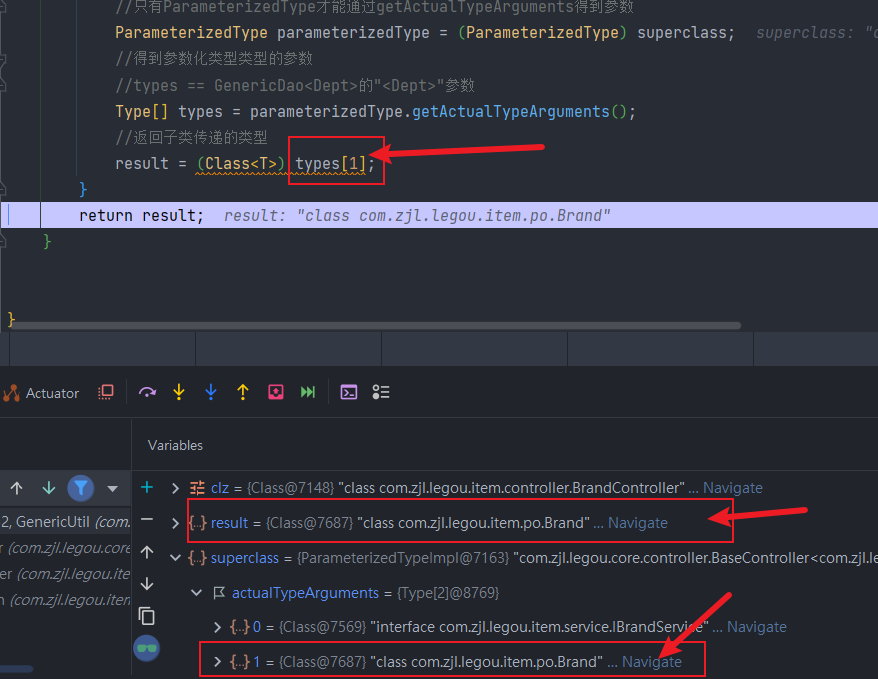 //只有ParameterizedType才能通过getActualTypeArguments得到参数
ParameterizedType parameterizedType = (ParameterizedType) superclass;   superclass: "c
//得到参数化类型类型的参数
//types == GenericDao<Dept>的"<Dept>"参数
Type[] types = parameterizedType.getActualTypeArguments();
//返回子类传递的类型
result = (Class<T>) types[1];
}
return result;   result: "class com.zjl.legou.item.po.Brand"
}
}
Actuator
Variables
clz = {Class@7148} "class com.zjl.legou.item.controller.BrandController" ... Navigate
2, GenericUtil (com.
result = {Class@7687} "class com.zjl.legou.item.po.Brand" ... Navigate
r (com.zjl.legou.core
superclass = {ParameterizedTypeImpl@7163} "com.zjl.legou.core.controller.BaseController<com.zjl.le
er (com.zjl.legou.ite
actualTypeArguments = {Type[2]@8769}
n (com.zjl.legou.iten
0 = {Class@7569} "interface com.zjl.legou.item.service.IBrandService" ... Navigate
1 = {Class@7687} "class com.zjl.legou.item.po.Brand" ... Navigate